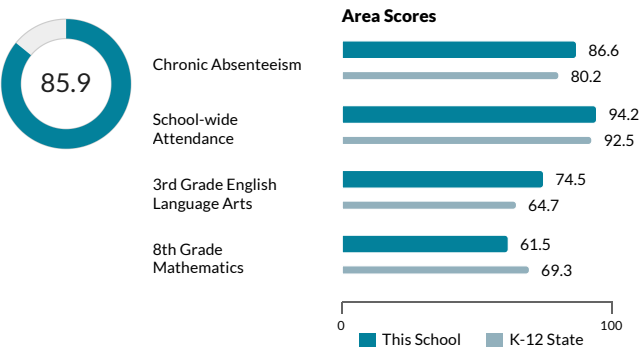 Area Scores
85.9
Chronic Absenteeism
86.6
80.2
School-wide
Attendance
94.2
92.5
3rd Grade English
Language Arts
74.5
64.7
8th Grade
Mathematics
61.5
69.3
0
100
This School
K-12 State